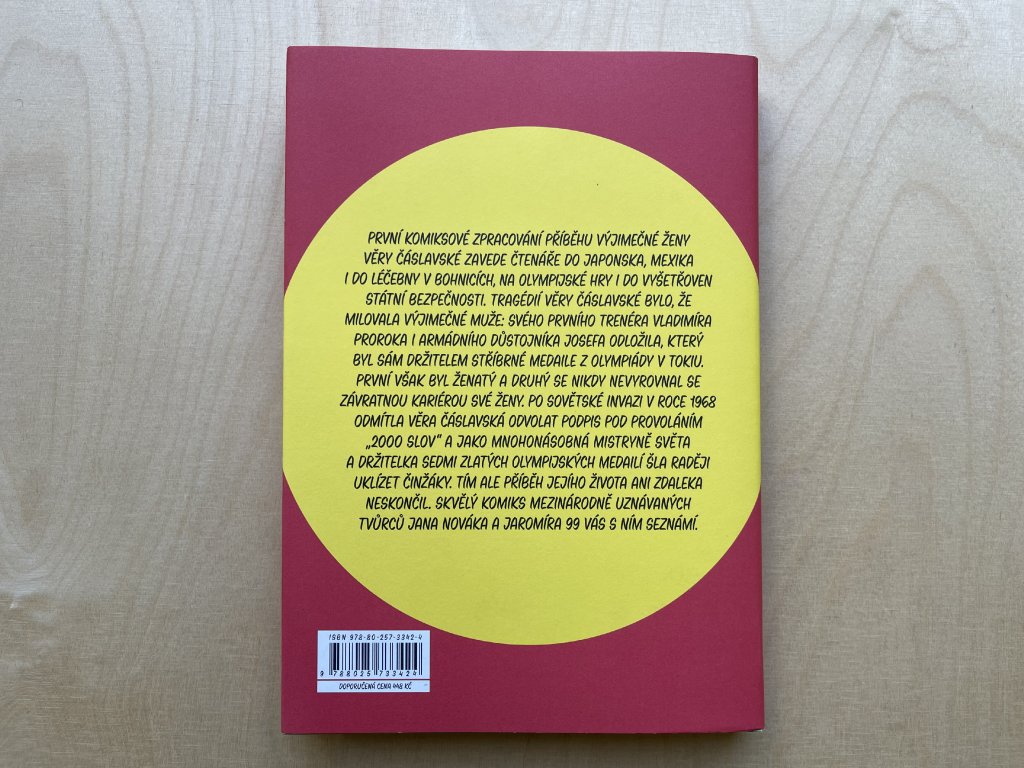 PRVNÍ KOMIKSOVÉ ZPRACOVÁNÍ PŘÍBĚHU VÝJIMEČNÉ ŽENY
VĚRY ČÁSLAVSKÉ ZAVEDE ČTENÁŘE DO JAPONSKA, MEXIKA
I DO LÉČEBNY V BOHNICÍCH, NA OLYMPIJSKÉ HRY I DO VYŠETŘOVEN
STÁTNÍ BEZPEČNOSTI. TRAGÉDIÍ VĚRY ČÁSLAVSKÉ BYLO, ŽE
MILOVALA VÝJIMEČNÉ MUŽE: SVÉHO PRVNÍHO TRENÉRA VLADIMÍRA
PROROKA I ARMÁDNÍHO DŮSTOJNÍKA JOSEFA ODLOŽILA, KTERÝ
BYL SÁM DRŽITELEM STŘÍBRNÉ MEDAILE Z OLYMPIÁDY V TOKIU.
PRVNÍ VŠAK BYL ŽENATÝ A DRUHÝ SE NIKDY NEVYROVNAL SE
ZÁVRATNOU KARIÉROU SVÉ ŽENY. PO SOVĚTSKÉ INVAZI V ROCE 1968
ODMÍTLA VĚRA ČÁSLAVSKÁ ODVOLAT PODPIS POD PROVOLÁNÍM
„2000 SLOV“ A JAKO MNOHONÁSOBNÁ MISTRYNĚ SVĚTA
A DRŽITELKA SEDMI ZLATÝCH OLYMPIJSKÝCH MEDAILÍ ŠLA RADĚJI
UKLÍZET ČINŽÁKY. TÍM ALE PŘÍBĚH JEJÍHO ŽIVOTA ANI ZDALEKA
NESKONČIL. SKVĚLÝ KOMIKS MEZINÁRODNĚ UZNÁVANÝCH
TVŮRCŮ JANA NOVÁKA A JAROMÍRA 99 VÁS S NÍM SEZNÁMÍ.
ISBN 978-80-257-3342-4
9 788025 733424
DOPORUČENÁ CENA 448 KČ